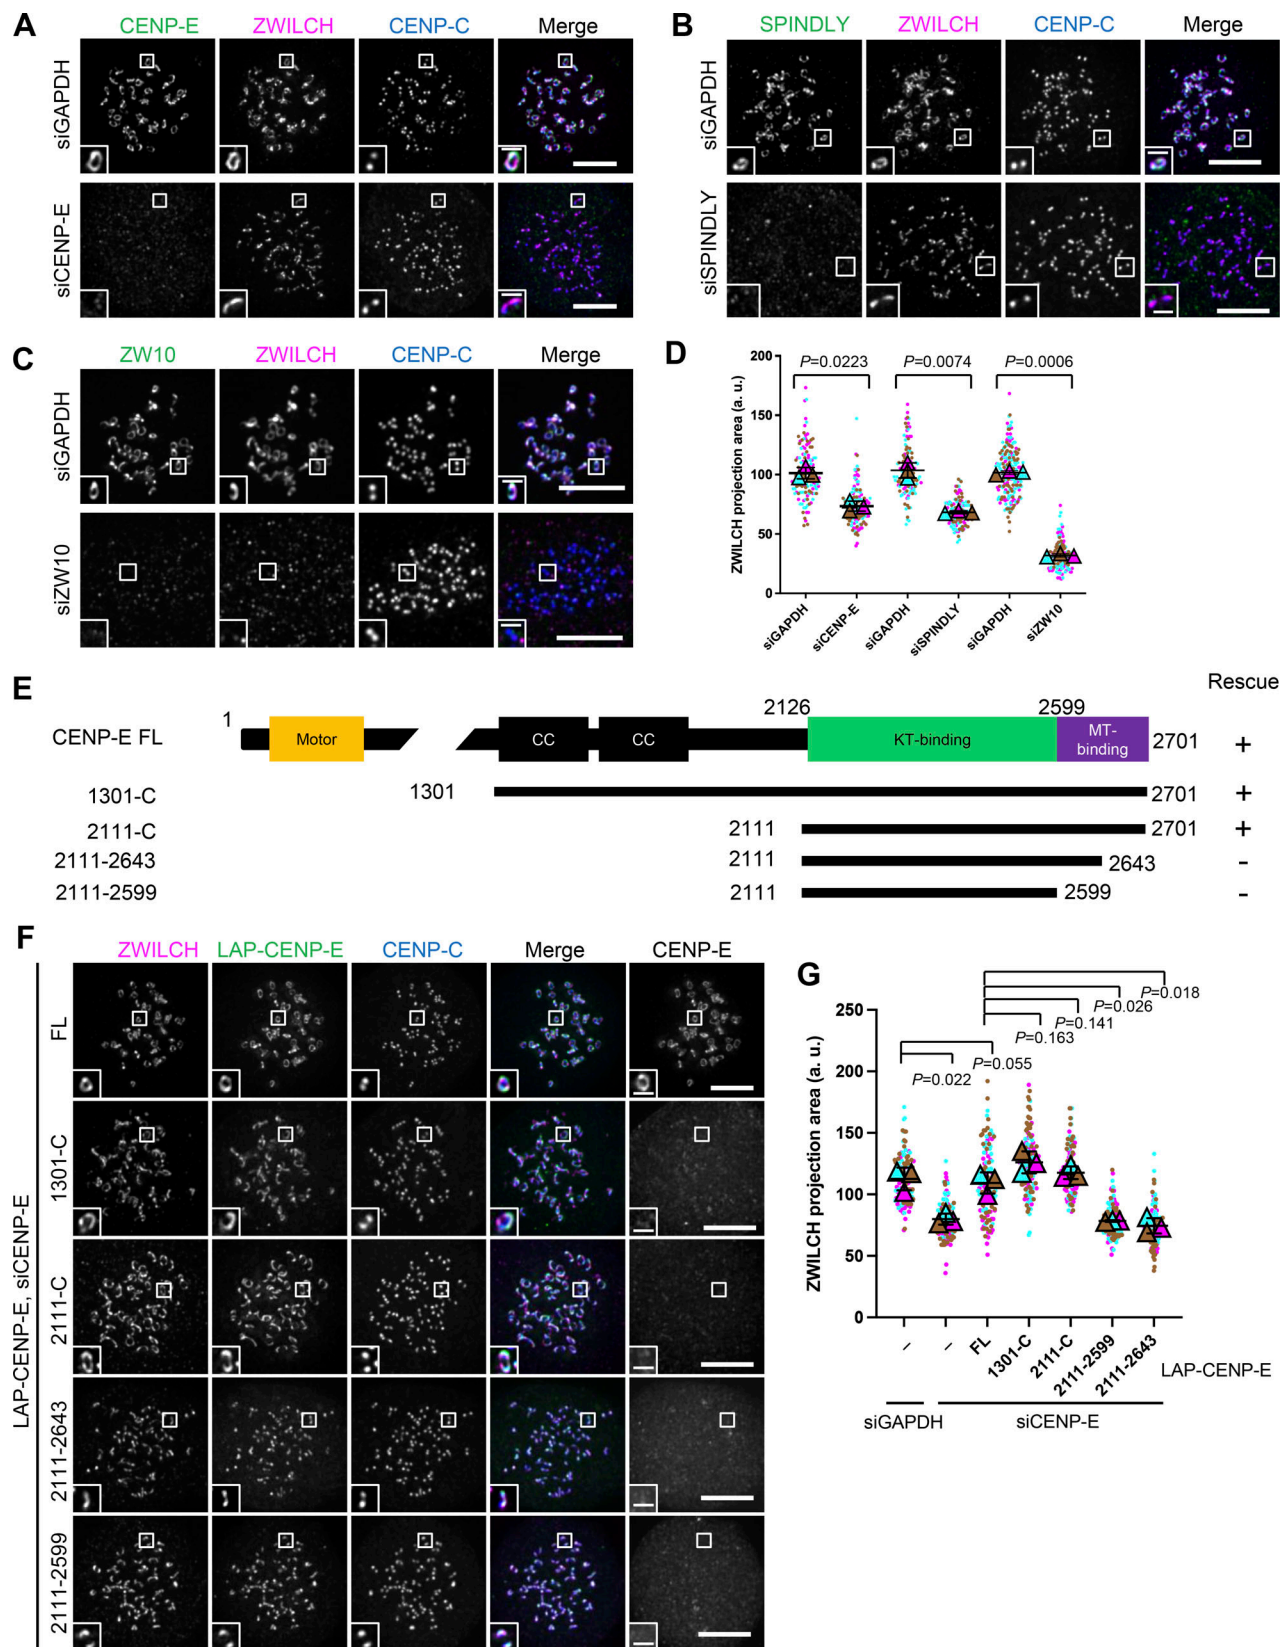 A
CENP-E ZWILCH CENP-C Merge
siGAPDH
siCENP-E
B
SPINDLY ZWILCH CENP-C Merge
siGAPDH
siSPINDLY
C
ZW10 ZWILCH CENP-C Merge
siGAPDH
siZW10
D
ZWILCH projection area (a. u.)
200
150
100
50
0
P=0.0223 P=0.0074 P=0.0006
siGAPDH siCENP-E siGAPDH siSPINDLY siGAPDH siZW10
E
Rescue
1 2126 2599
CENP-E FL Motor CC CC KT-binding MT-binding 2701 +
1301-C 1301 2701 +
2111-C 2111 2701 +
2111-2643 2111 2643 -
2111-2599 2111 2599 -
F
ZWILCH LAP-CENP-E CENP-C Merge CENP-E
LAP-CENP-E, siCENP-E
FL
1301-C
2111-C
2111-2643
2111-2599
G
ZWILCH projection area (a. u.)
250
200
150
100
50
0
P=0.018
P=0.026
P=0.141
P=0.163
P=0.055
P=0.022
– – FL 1301-C 2111-C 2111-2599 2111-2643 LAP-CENP-E
siGAPDH siCENP-E